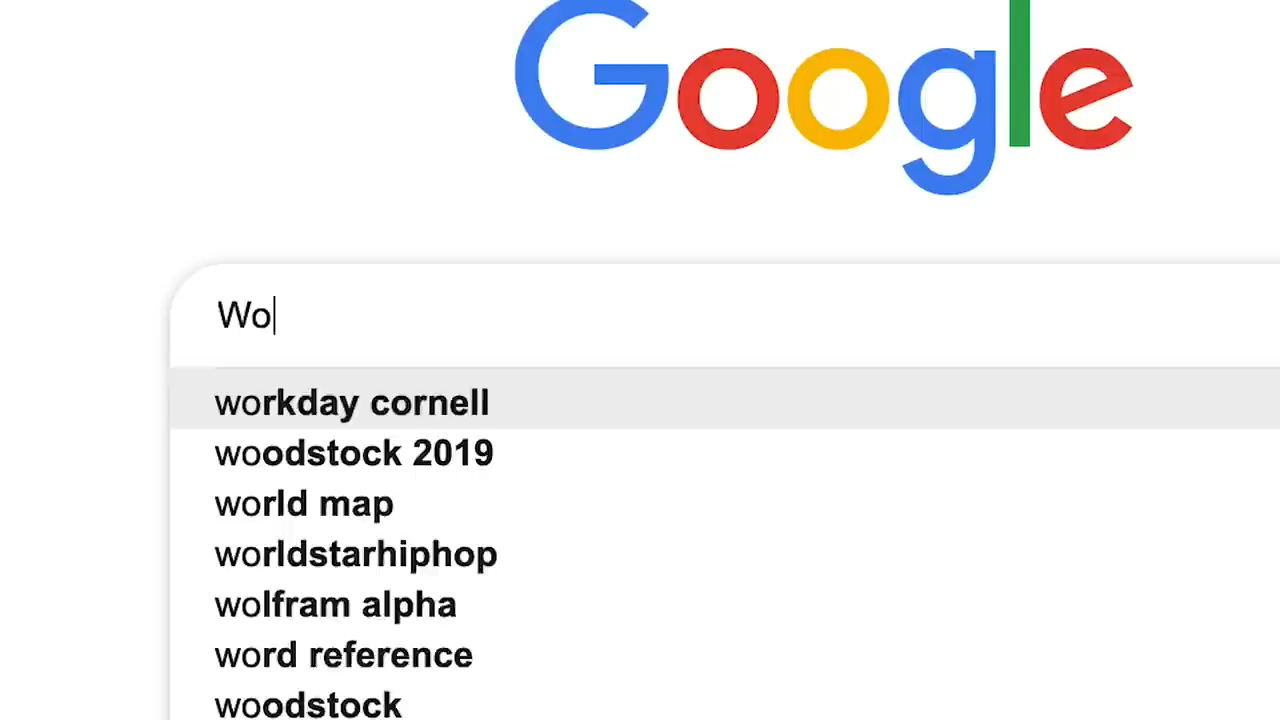 Google
Wo
workday cornell
woodstock 2019
world map
worldstarhiphop
wolfram alpha
word reference
woodstock